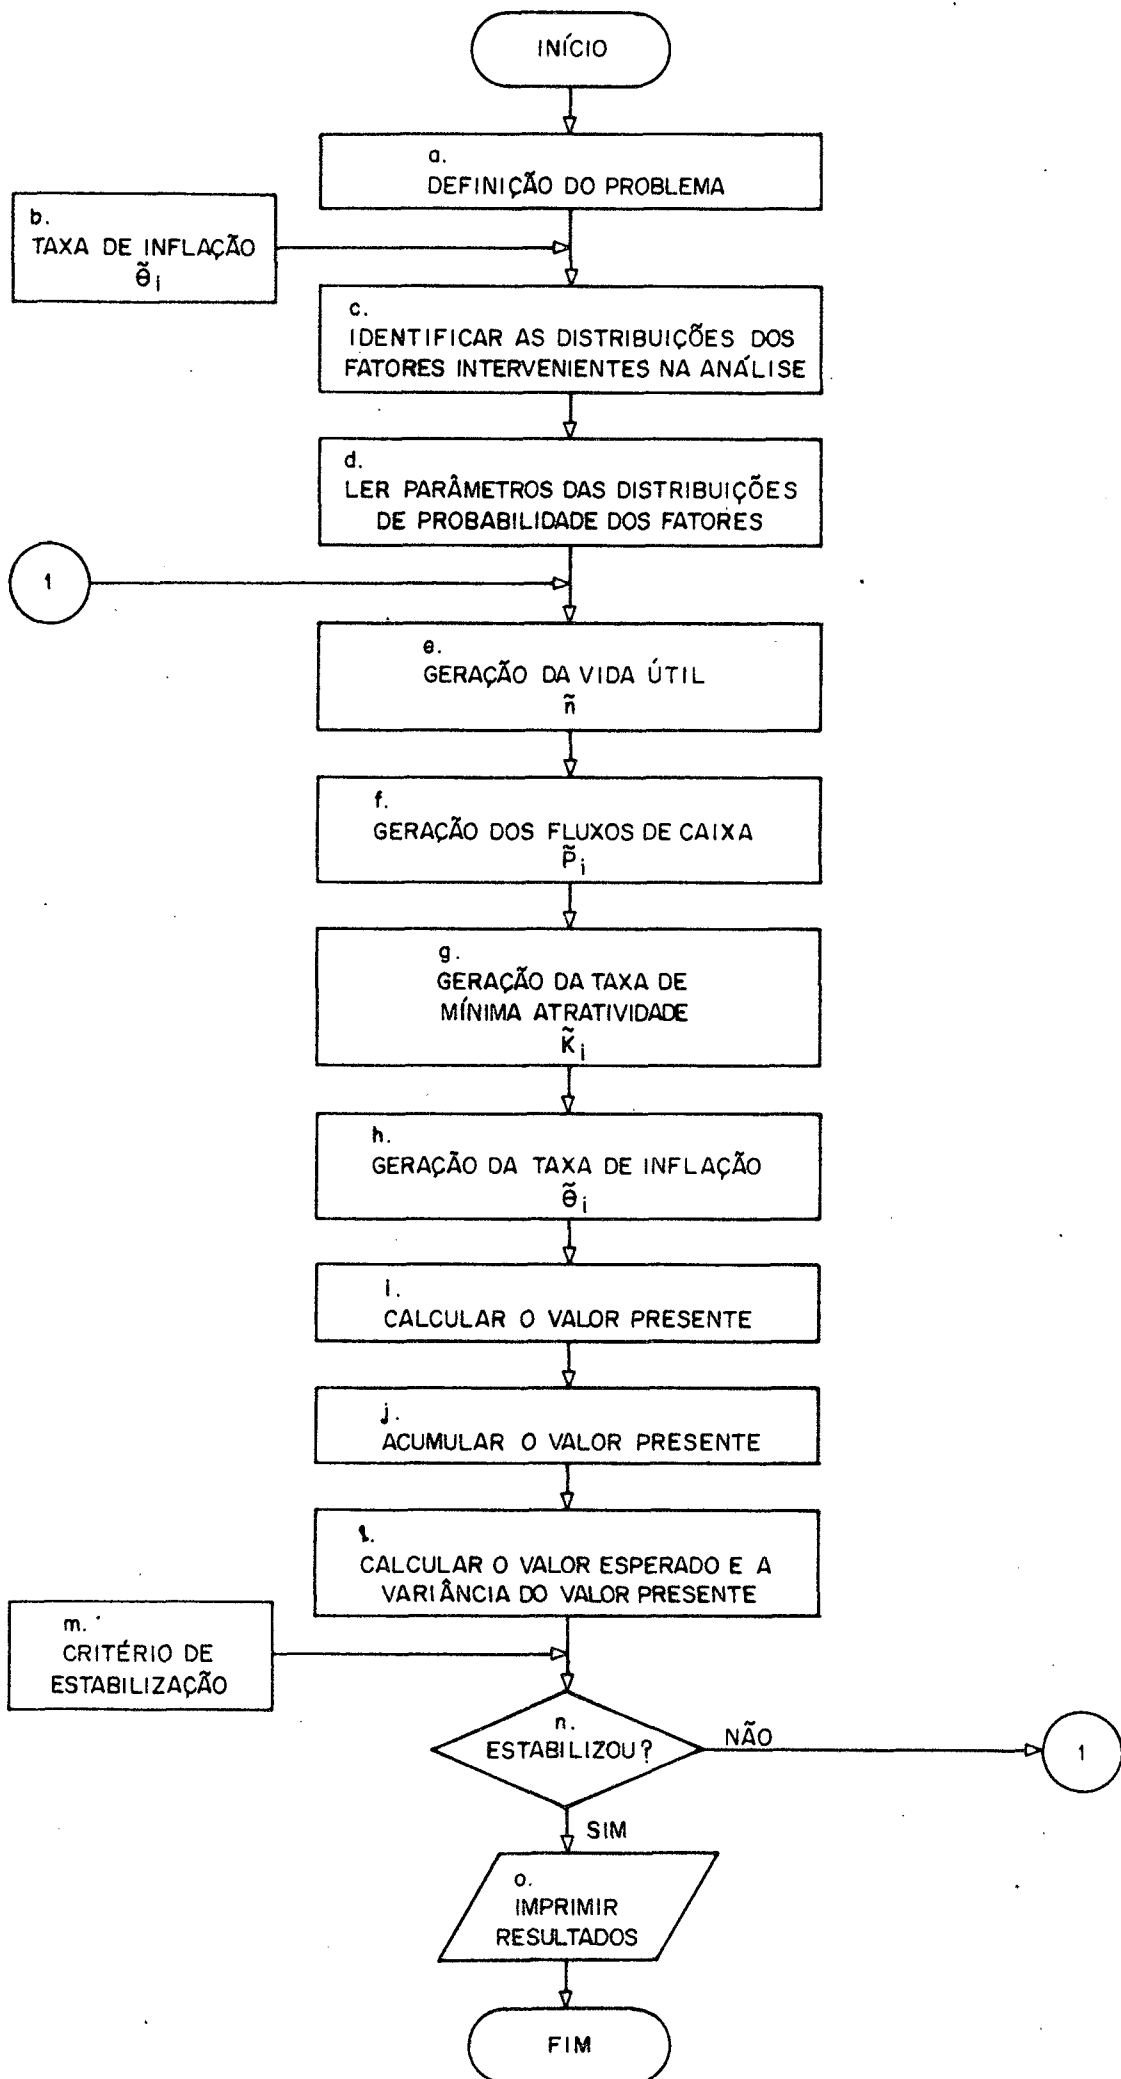 INÍCIO
a.
DEFINIÇÃO DO PROBLEMA
b.
TAXA DE INFLAÇÃO
θ̃i
c.
IDENTIFICAR AS DISTRIBUIÇÕES DOS
FATORES INTERVENIENTES NA ANÁLISE
d.
LER PARÂMETROS DAS DISTRIBUIÇÕES
DE PROBABILIDADE DOS FATORES
1
e.
GERAÇÃO DA VIDA ÚTIL
ñ
f.
GERAÇÃO DOS FLUXOS DE CAIXA
P̃i
g.
GERAÇÃO DA TAXA DE
MÍNIMA ATRATIVIDADE
K̃i
h.
GERAÇÃO DA TAXA DE INFLAÇÃO
θ̃i
i.
CALCULAR O VALOR PRESENTE
j.
ACUMULAR O VALOR PRESENTE
l.
CALCULAR O VALOR ESPERADO E A
VARIÂNCIA DO VALOR PRESENTE
m.
CRITÉRIO DE
ESTABILIZAÇÃO
n.
ESTABILIZOU?
NÃO
1
SIM
o.
IMPRIMIR
RESULTADOS
FIM